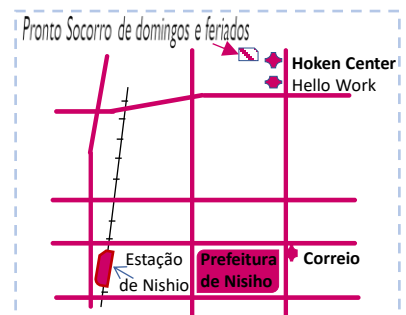 Pronto Socorro de domingos e feriados
Hoken Center
Hello Work
Estação
de Nishio
Prefeitura
de Nisiho
Correio